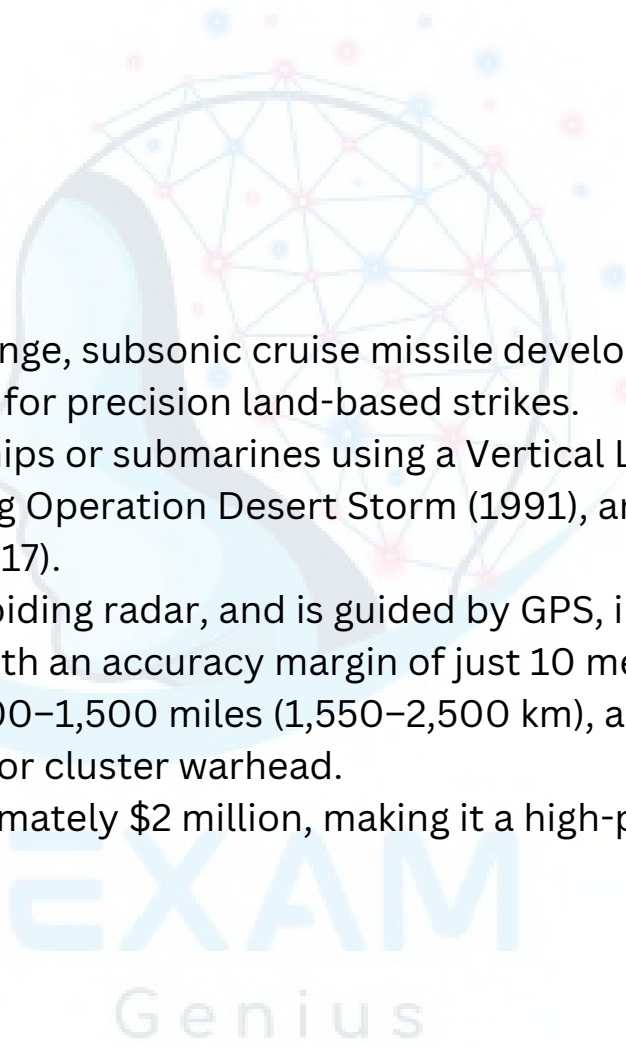 nge, subsonic cruise missile develo
for precision land-based strikes.
ips or submarines using a Vertical L
g Operation Desert Storm (1991), a
17).
iding radar, and is guided by GPS, i
th an accuracy margin of just 10 me
00–1,500 miles (1,550–2,500 km), a
or cluster warhead.
mately $2 million, making it a high-p
EXAM
Genius